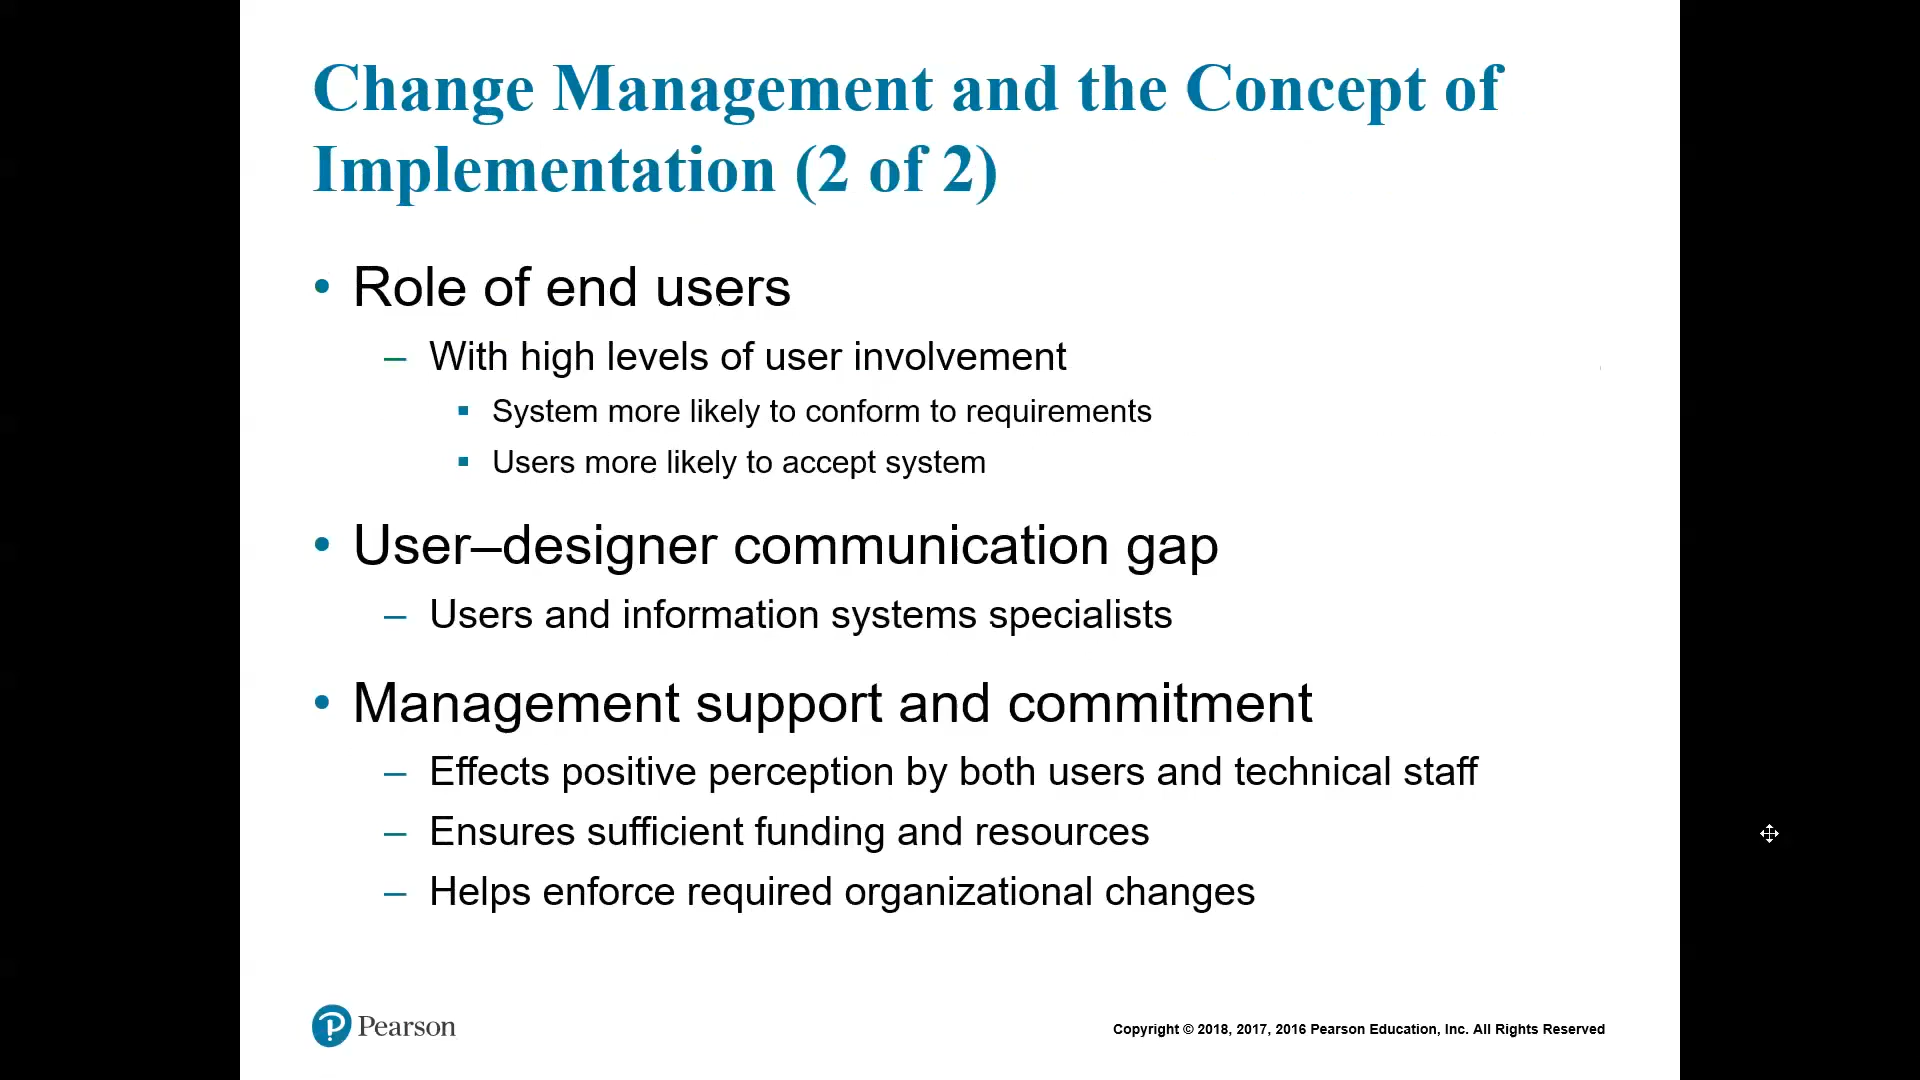 Change Management and the Concept of
Implementation (2 of 2)
• Role of end users
– With high levels of user involvement
▪ System more likely to conform to requirements
▪ Users more likely to accept system
• User–designer communication gap
– Users and information systems specialists
• Management support and commitment
– Effects positive perception by both users and technical staff
– Ensures sufficient funding and resources
– Helps enforce required organizational changes
Pearson
Copyright © 2018, 2017, 2016 Pearson Education, Inc. All Rights Reserved